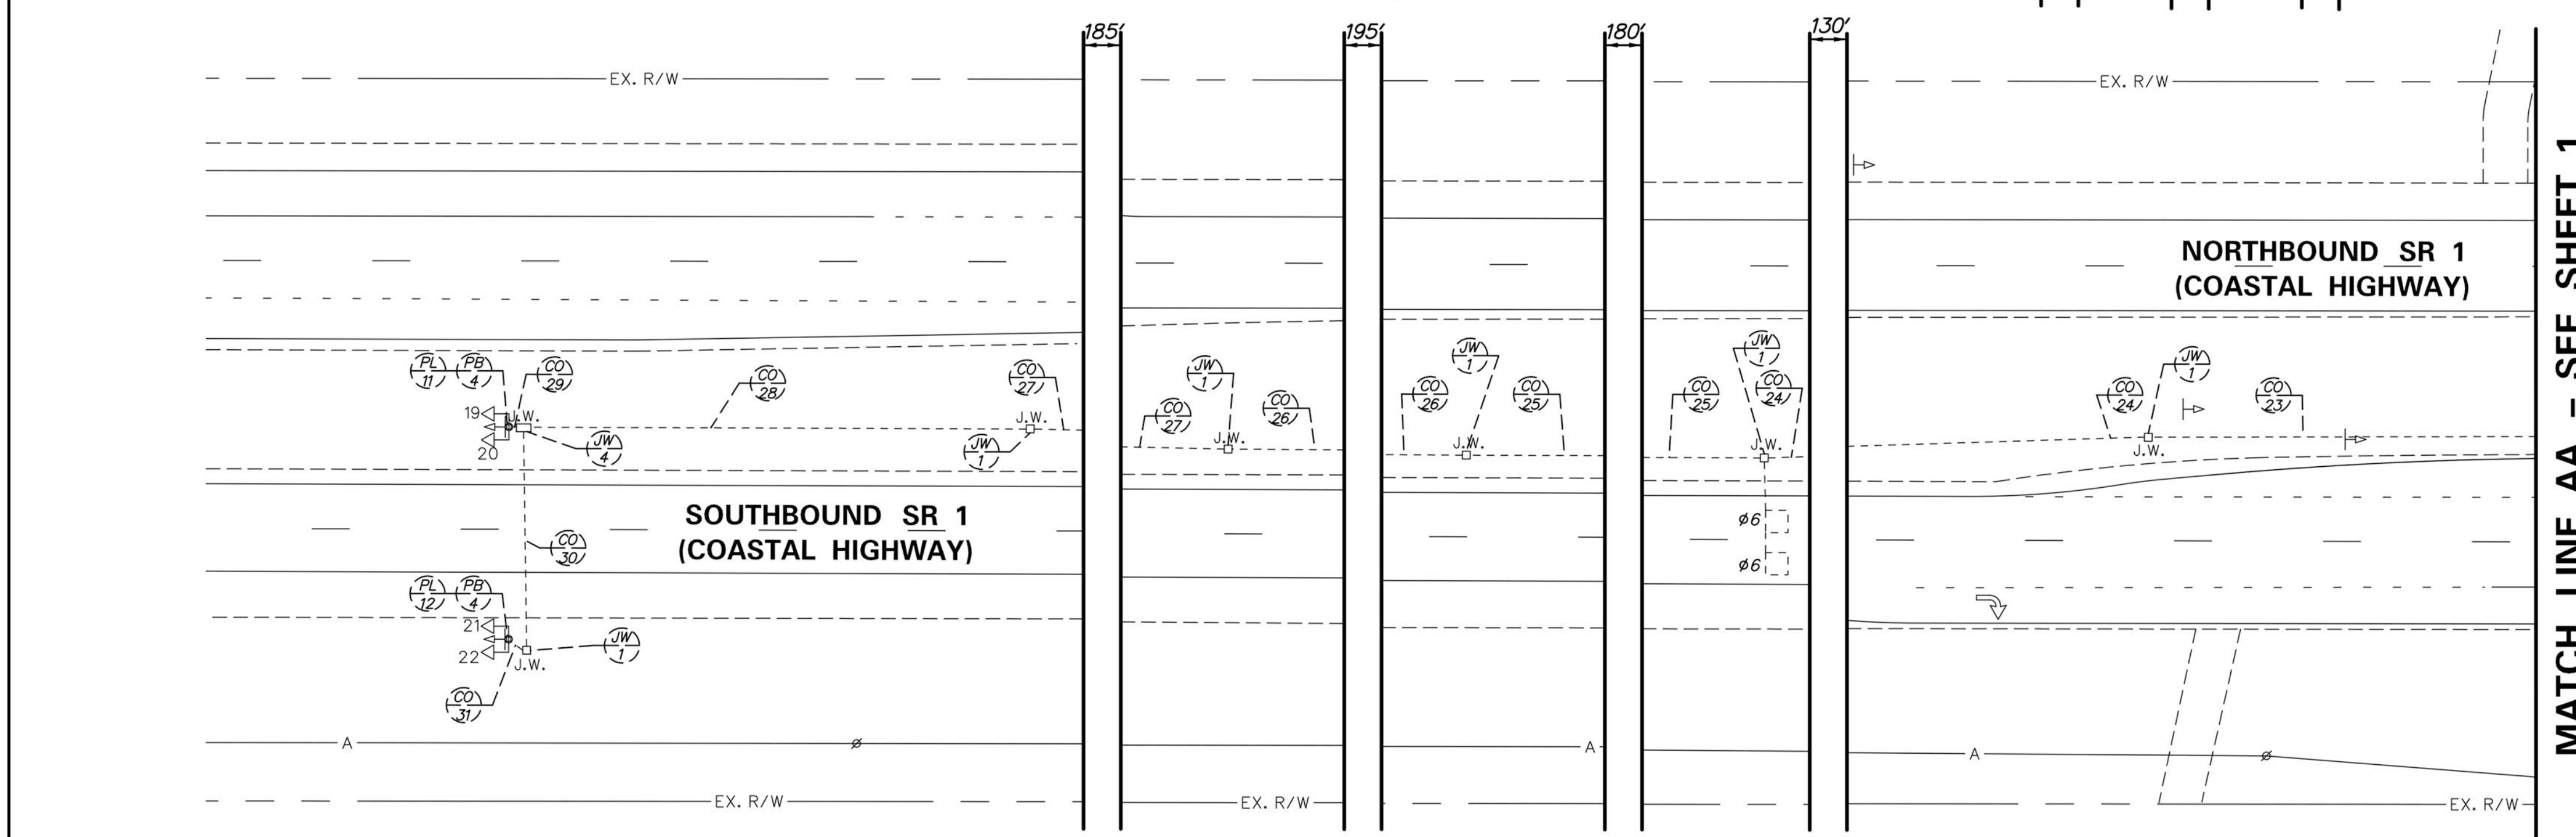 185'
195'
180'
130'
EX. R/W
EX. R/W
NORTHBOUND SR 1
(COASTAL HIGHWAY)
PL
11
PB
4
CO
29
CO
28
CO
27
JW
1
CO
27
CO
26
JW
1
CO
26
CO
25
JW
1
CO
25
CO
24
JW
1
CO
24
CO
23
19
20
J.W.
JW
4
J.W.
JW
1
J.W.
J.W.
J.W.
J.W.
SOUTHBOUND SR 1
(COASTAL HIGHWAY)
CO
30
ø6
ø6
PL
12
PB
4
21
22
J.W.
JW
1
CO
31
A
A
A
EX. R/W
EX. R/W
EX. R/W
MATCH LINE AA - SEE SHEET 1